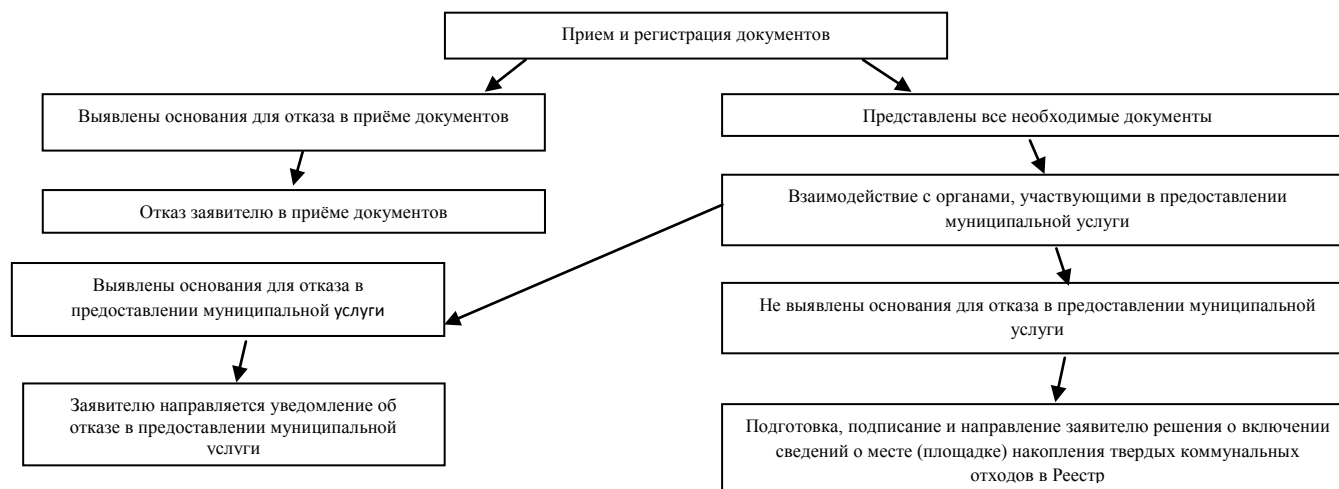 Прием и регистрация документов
Выявлены основания для отказа в приёме документов
Представлены все необходимые документы
Отказ заявителю в приёме документов
Взаимодействие с органами, участвующими в предоставлении
муниципальной услуги
Выявлены основания для отказа в
предоставлении муниципальной услуги
Не выявлены основания для отказа в предоставлении муниципальной
услуги
Заявителю направляется уведомление об
отказе в предоставлении муниципальной
услуги
Подготовка, подписание и направление заявителю решения о включении
сведений о месте (площадке) накопления твердых коммунальных
отходов в Реестр